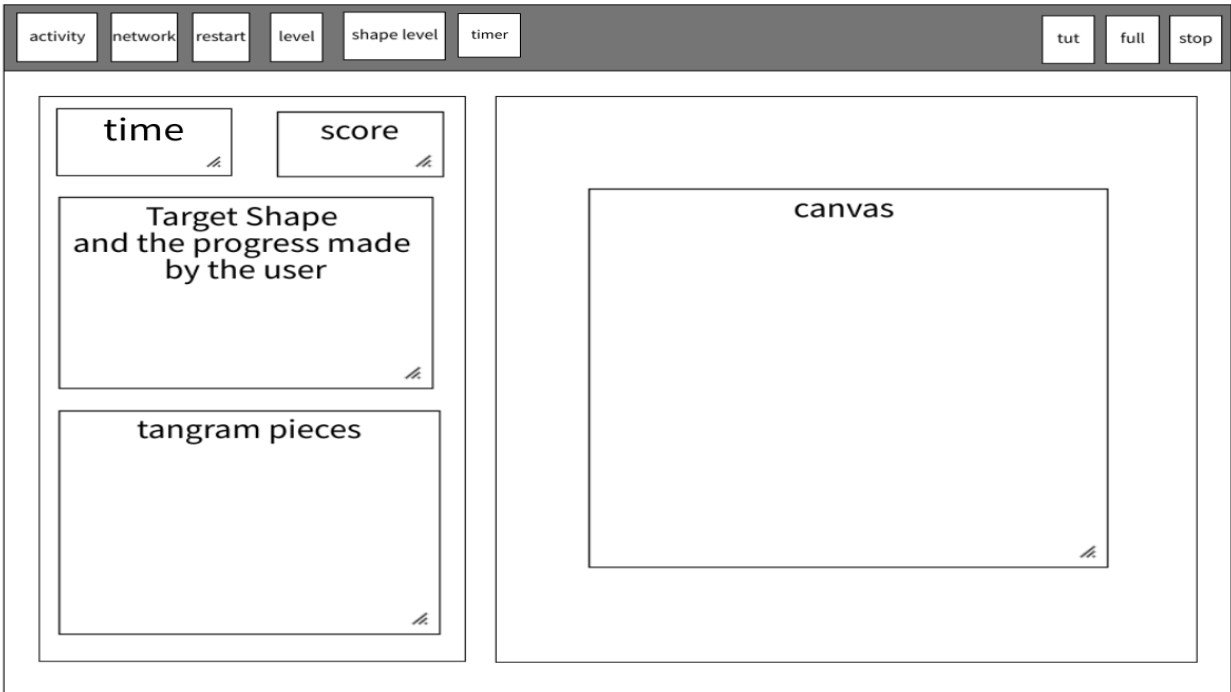 activity
network
restart
level
shape level
timer
tut
full
stop
time
score
Target Shape
and the progress made
by the user
tangram pieces
canvas